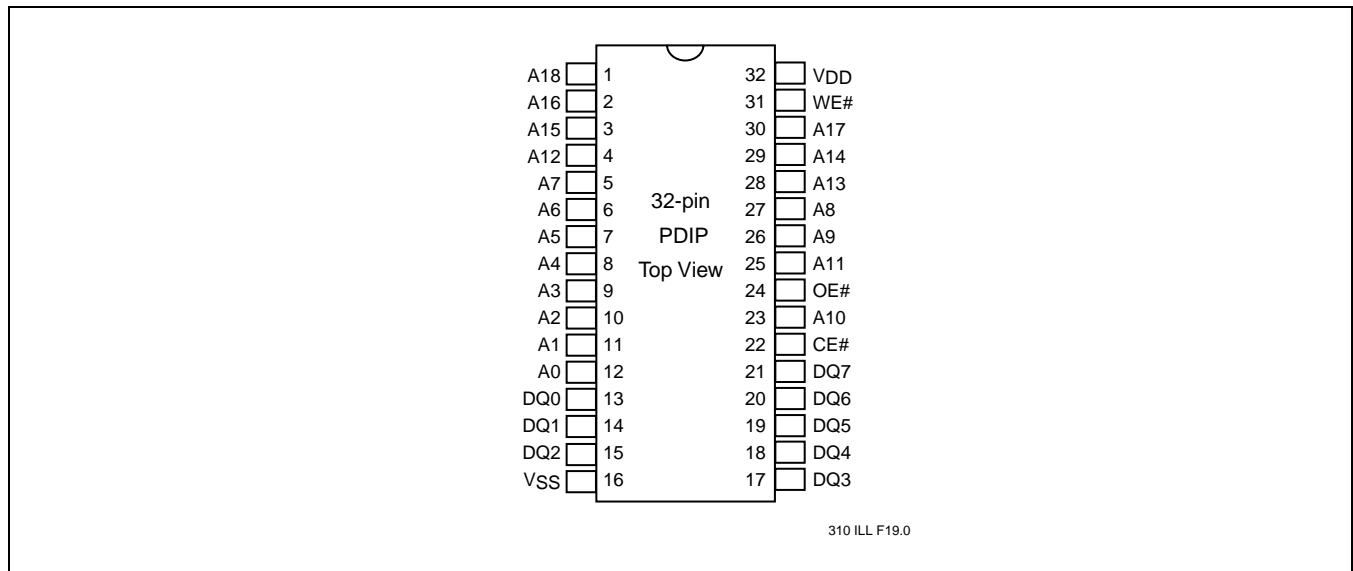 A18 1 32 VDD
A16 2 31 WE#
A15 3 30 A17
A12 4 29 A14
A7 5 28 A13
A6 6 27 A8
32-pin
A5 7 PDIP 26 A9
A4 8 25 A11
Top View
A3 9 24 OE#
A2 10 23 A10
A1 11 22 CE#
A0 12 21 DQ7
DQ0 13 20 DQ6
DQ1 14 19 DQ5
DQ2 15 18 DQ4
VSS 16 17 DQ3
310 ILL F19.0